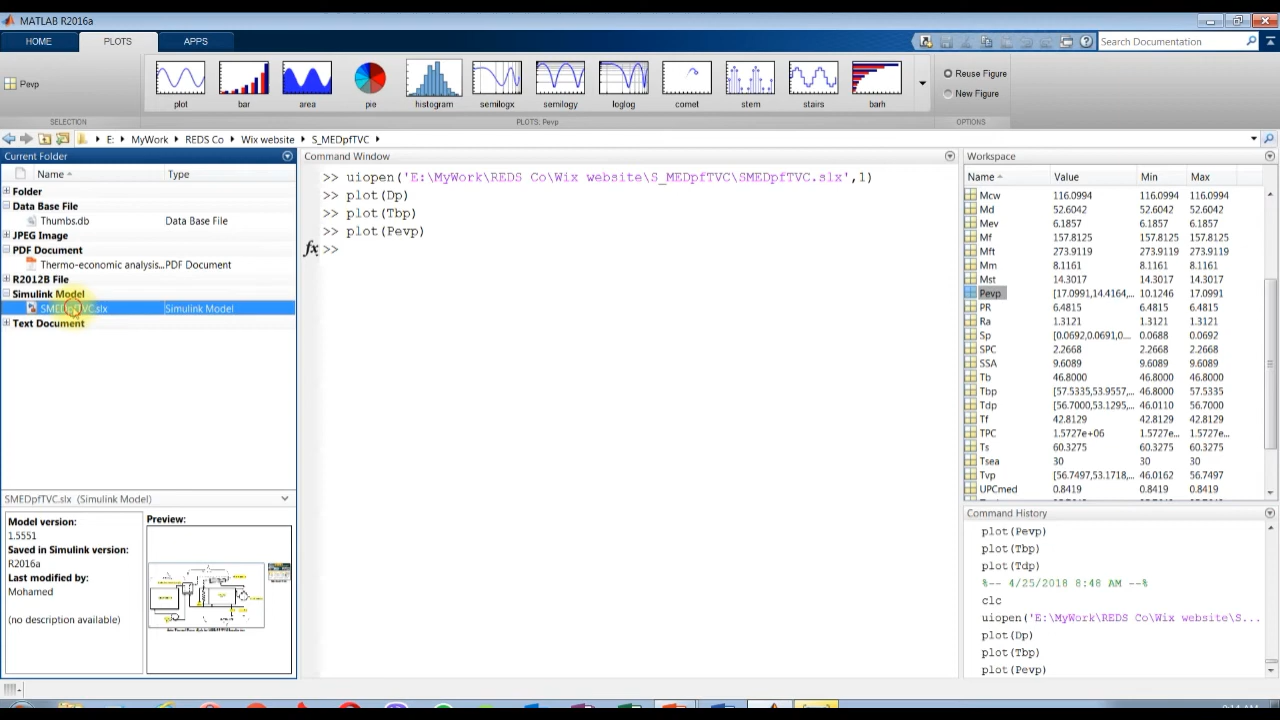 MATLAB R2016a
HOME
PLOTS
APPS
Search Documentation
Pevp
plot
bar
area
pie
histogram
semilogx
semilogy
loglog
comet
stem
stairs
barh
Reuse Figure
New Figure
SELECTION
PLOTS: Pevp
OPTIONS
E: MyWork REDS Co Wix website S_MEDpfTVC
Current Folder
Name Type
Folder
Data Base File
Thumbs.db Data Base File
JPEG Image
PDF Document
Thermo-economic analysis... PDF Document
R2012B File
Simulink Model
SMEDpfTVC.slx Simulink Model
Text Document
SMEDpfTVC.slx (Simulink Model)
Model version:
1.5551
Saved in Simulink version:
R2016a
Last modified by:
Mohamed
(no description available)
Preview:
Command Window
>> uiopen('E:\MyWork\REDS Co\Wix website\S_MEDpfTVC\SMEDpfTVC.slx',1)
>> plot(Dp)
>> plot(Tbp)
>> plot(Pevp)
fx >>
Workspace
Name Value Min Max
Mcw 116.0994 116.0994 116.0994
Md 52.6042 52.6042 52.6042
Mev 6.1857 6.1857 6.1857
Mf 157.8125 157.8125 157.8125
Mft 273.9119 273.9119 273.9119
Mm 8.1161 8.1161 8.1161
Mst 14.3017 14.3017 14.3017
Pevp [17.0991,14.4164,... 10.1246 17.0991
PR 6.4815 6.4815 6.4815
Ra 1.3121 1.3121 1.3121
Sp [0.0692,0.0691,0... 0.0688 0.0692
SPC 2.2668 2.2668 2.2668
SSA 9.6089 9.6089 9.6089
Tb 46.8000 46.8000 46.8000
Tbp [57.5335,53.9557,... 46.8000 57.5335
Tdp [56.7000,53.1295,... 46.0110 56.7000
Tf 42.8129 42.8129 42.8129
TPC 1.5727e+06 1.5727e... 1.5727e...
Ts 60.3275 60.3275 60.3275
Tsea 30 30 30
Tvp [56.7497,53.1718,... 46.0162 56.7497
UPCmed 0.8419 0.8419 0.8419
Command History
plot(Pevp)
plot(Tbp)
plot(Tdp)
%-- 4/25/2018 8:48 AM --%
clc
uiopen('E:\MyWork\REDS Co\Wix website\S...
plot(Dp)
plot(Tbp)
plot(Pevp)